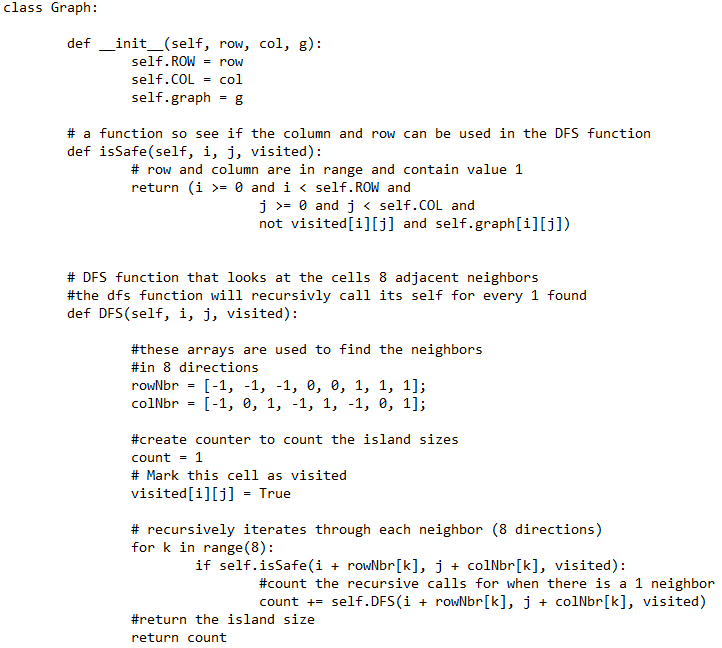 class Graph:
def __init__(self, row, col, g):
self.ROW = row
self.COL = col
self.graph = g
# a function so see if the column and row can be used in the DFS function
def isSafe(self, i, j, visited):
# row and column are in range and contain value 1
return (i >= 0 and i < self.ROW and
j >= 0 and j < self.COL and
not visited[i][j] and self.graph[i][j])
# DFS function that looks at the cells 8 adjacent neighbors
#the dfs function will recursivly call its self for every 1 found
def DFS(self, i, j, visited):
#these arrays are used to find the neighbors
#in 8 directions
rowNbr = [-1, -1, -1, 0, 0, 1, 1, 1];
colNbr = [-1, 0, 1, -1, 1, -1, 0, 1];
#create counter to count the island sizes
count = 1
# Mark this cell as visited
visited[i][j] = True
# recursively iterates through each neighbor (8 directions)
for k in range(8):
if self.isSafe(i + rowNbr[k], j + colNbr[k], visited):
#count the recursive calls for when there is a 1 neighbor
count += self.DFS(i + rowNbr[k], j + colNbr[k], visited)
#return the island size
return count